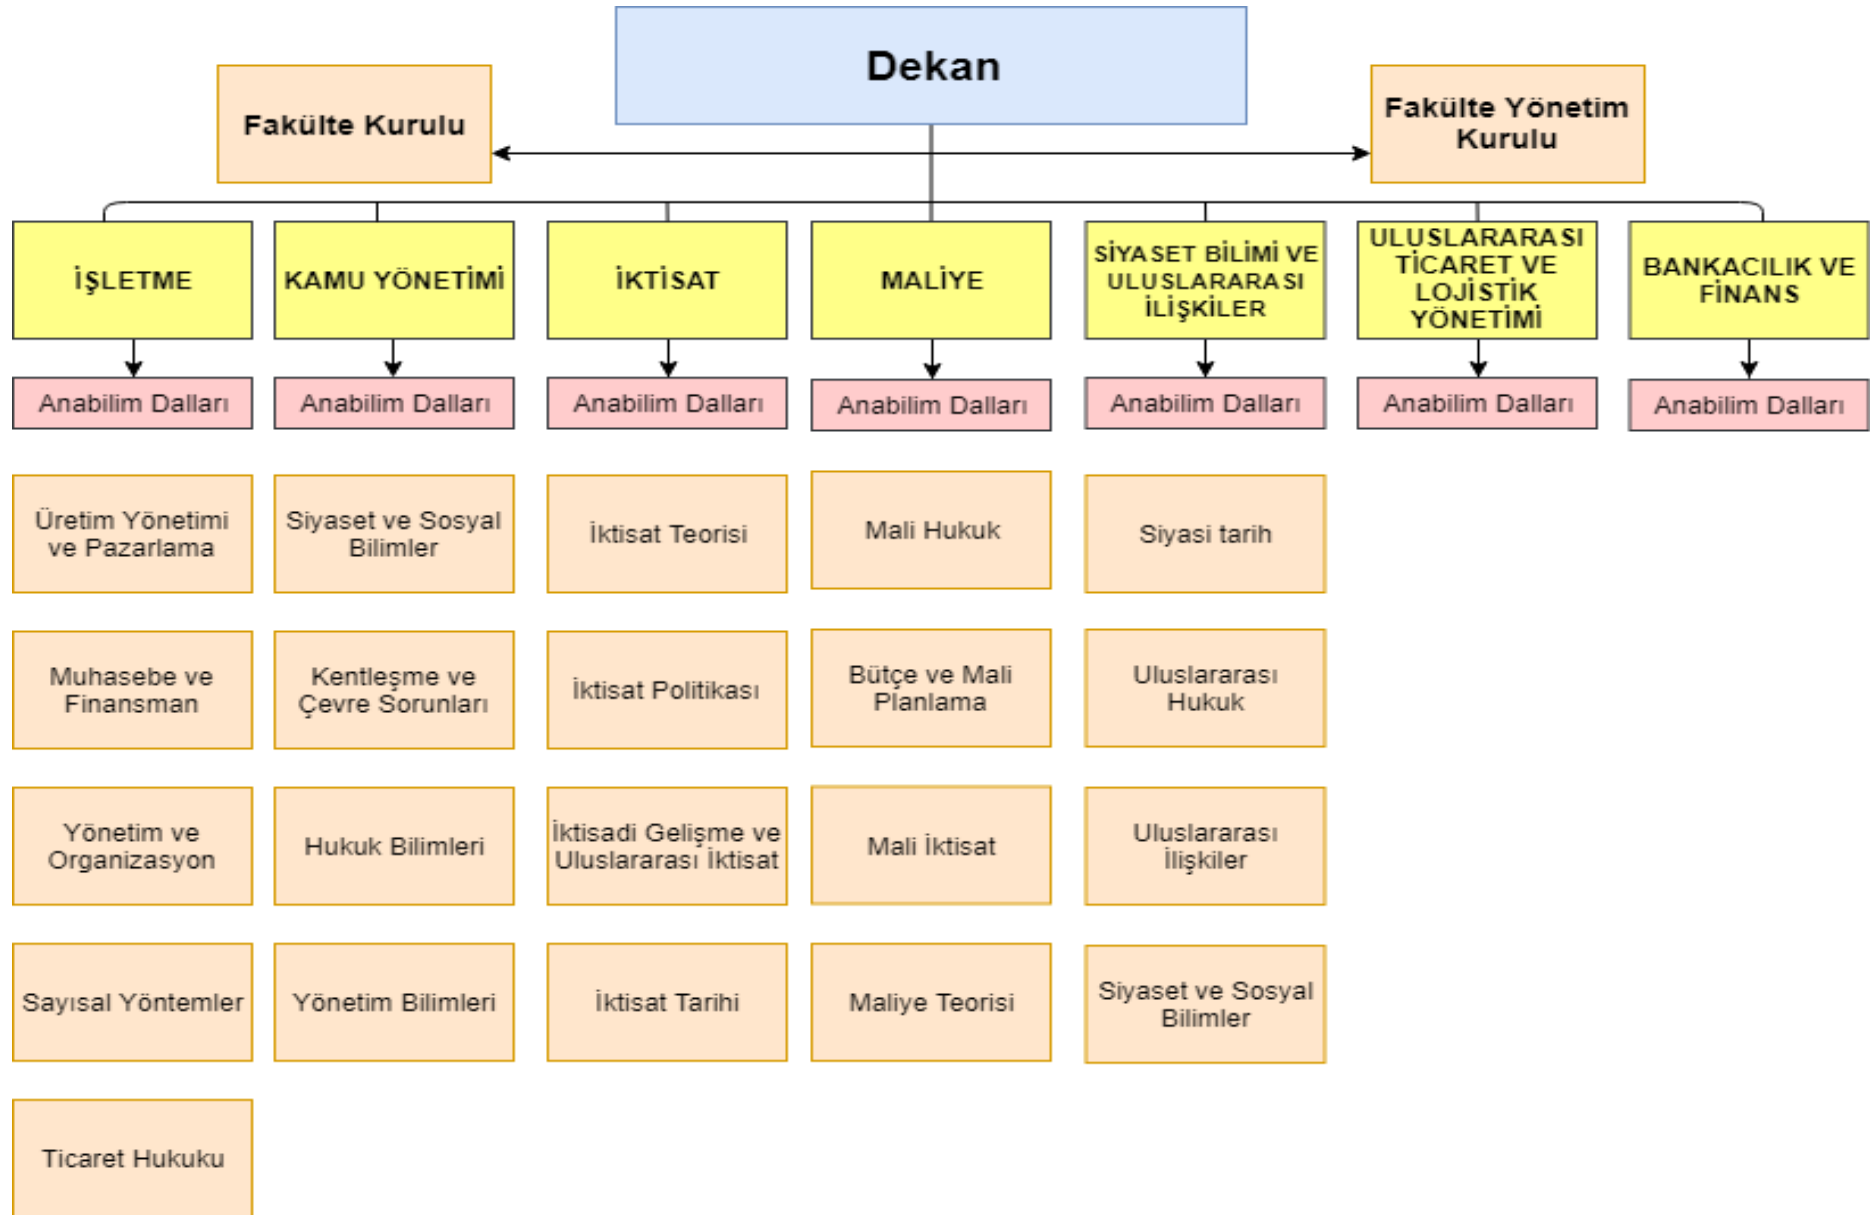 Dekan
Fakülte Kurulu
Fakülte Yönetim
Kurulu
İŞLETME
KAMU YÖNETİMİ
İKTİSAT
MALİYE
SİYASET BİLİMİ VE
ULUSLARARASI
İLİŞKİLER
ULUSLARARASI
TİCARET VE
LOJİSTİK
YÖNETİMİ
BANKACILIK VE
FİNANS
Anabilim Dalları
Anabilim Dalları
Anabilim Dalları
Anabilim Dalları
Anabilim Dalları
Anabilim Dalları
Anabilim Dalları
Üretim Yönetimi
ve Pazarlama
Siyaset ve Sosyal
Bilimler
İktisat Teorisi
Mali Hukuk
Siyasi tarih
Muhasebe ve
Finansman
Kentleşme ve
Çevre Sorunları
İktisat Politikası
Bütçe ve Mali
Planlama
Uluslararası
Hukuk
Yönetim ve
Organizasyon
Hukuk Bilimleri
İktisadi Gelişme ve
Uluslararası İktisat
Mali İktisat
Uluslararası
İlişkiler
Sayısal Yöntemler
Yönetim Bilimleri
İktisat Tarihi
Maliye Teorisi
Siyaset ve Sosyal
Bilimler
Ticaret Hukuku